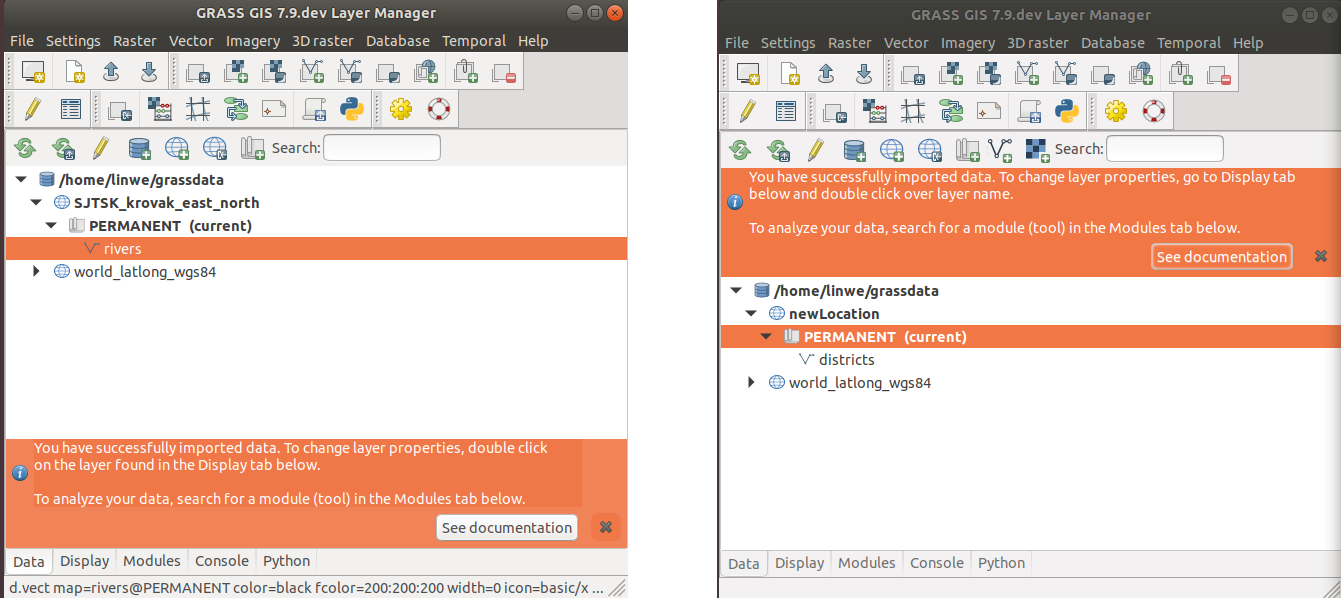 GRASS GIS 7.9.dev Layer Manager
File Settings Raster Vector Imagery 3D raster Database Temporal Help
Search:
/home/linwe/grassdata
SJTSK_krovak_east_north
PERMANENT (current)
rivers
world_latlong_wgs84
You have successfully imported data. To change layer properties, double click
on the layer found in the Display tab below.
To analyze your data, search for a module (tool) in the Modules tab below.
See documentation
Data Display Modules Console Python
d.vect map=rivers@PERMANENT color=black fcolor=200:200:200 width=0 icon=basic/x ...
GRASS GIS 7.9.dev Layer Manager
File Settings Raster Vector Imagery 3D raster Database Temporal Help
Search:
You have successfully imported data. To change layer properties, go to Display tab
below and double click over layer name.
To analyze your data, search for a module (tool) in the Modules tab below.
See documentation
/home/linwe/grassdata
newLocation
PERMANENT (current)
districts
world_latlong_wgs84
Data Display Modules Console Python